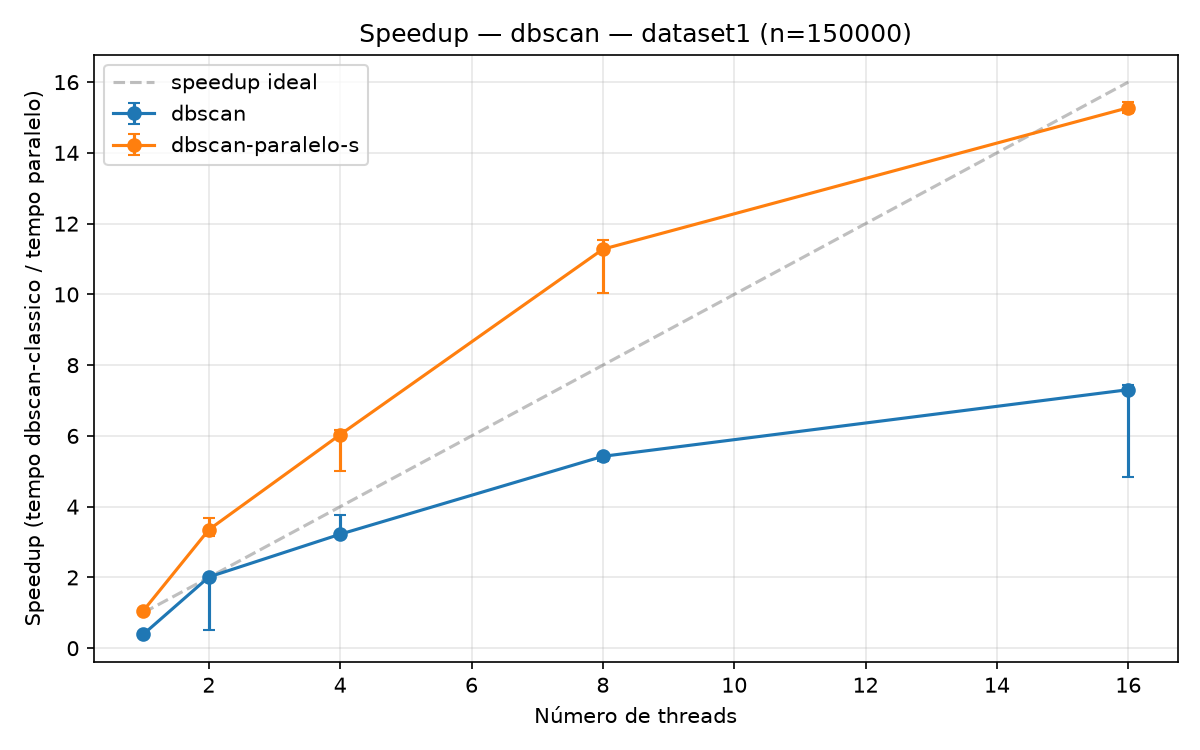 Speedup — dbscan — dataset1 (n=150000)
speedup ideal
dbscan
dbscan-paralelo-s
Speedup (tempo dbscan-classico / tempo paralelo)
16
14
12
10
8
6
4
2
0
2 4 6 8 10 12 14 16
Número de threads